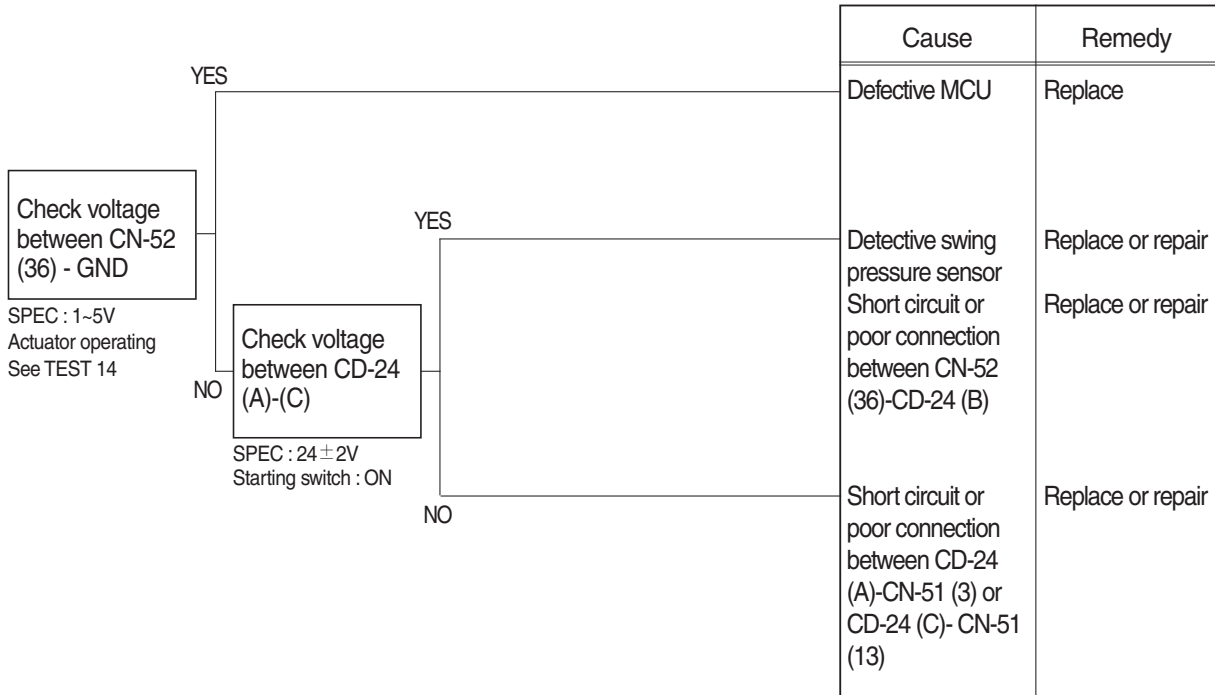 Cause Remedy
YES
Defective MCU Replace
Check voltage
between CN-52
(36) - GND
SPEC : 1~5V
Actuator operating
See TEST 14
YES
Detective swing Replace or repair
pressure sensor
Short circuit or Replace or repair
poor connection
between CN-52
(36)-CD-24 (B)
NO
Check voltage
between CD-24
(A)-(C)
SPEC : 24±2V
Starting switch : ON
NO
Short circuit or Replace or repair
poor connection
between CD-24
(A)-CN-51 (3) or
CD-24 (C)- CN-51
(13)